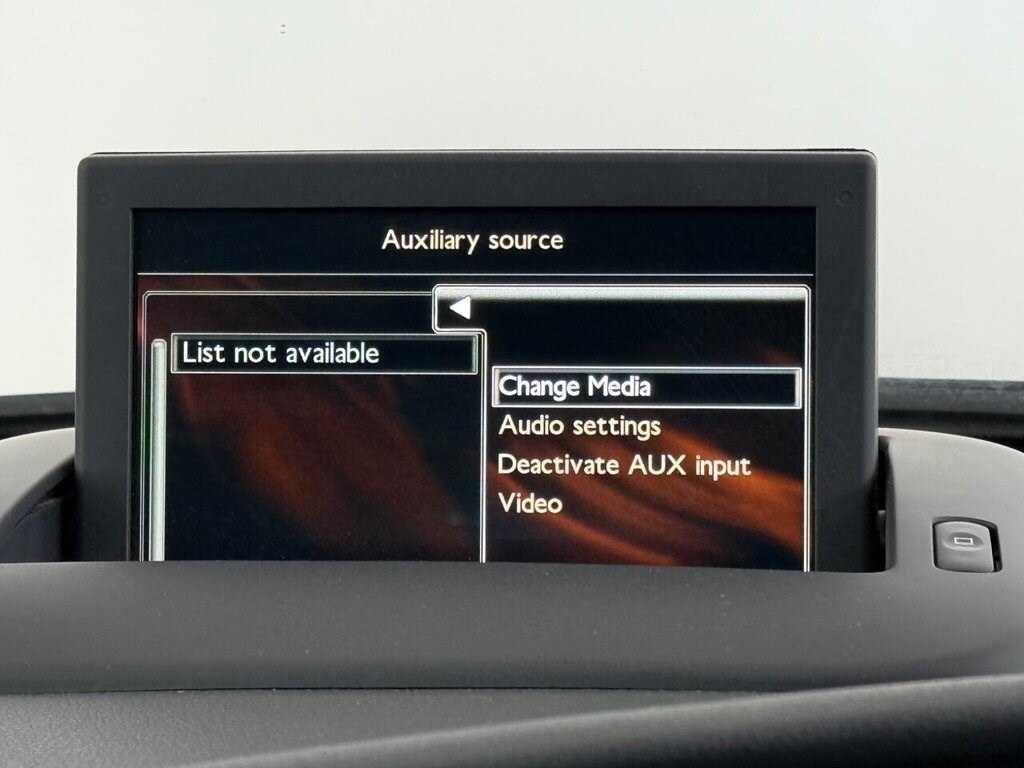 Auxiliary source
List not available
Change Media
Audio settings
Deactivate AUX input
Video